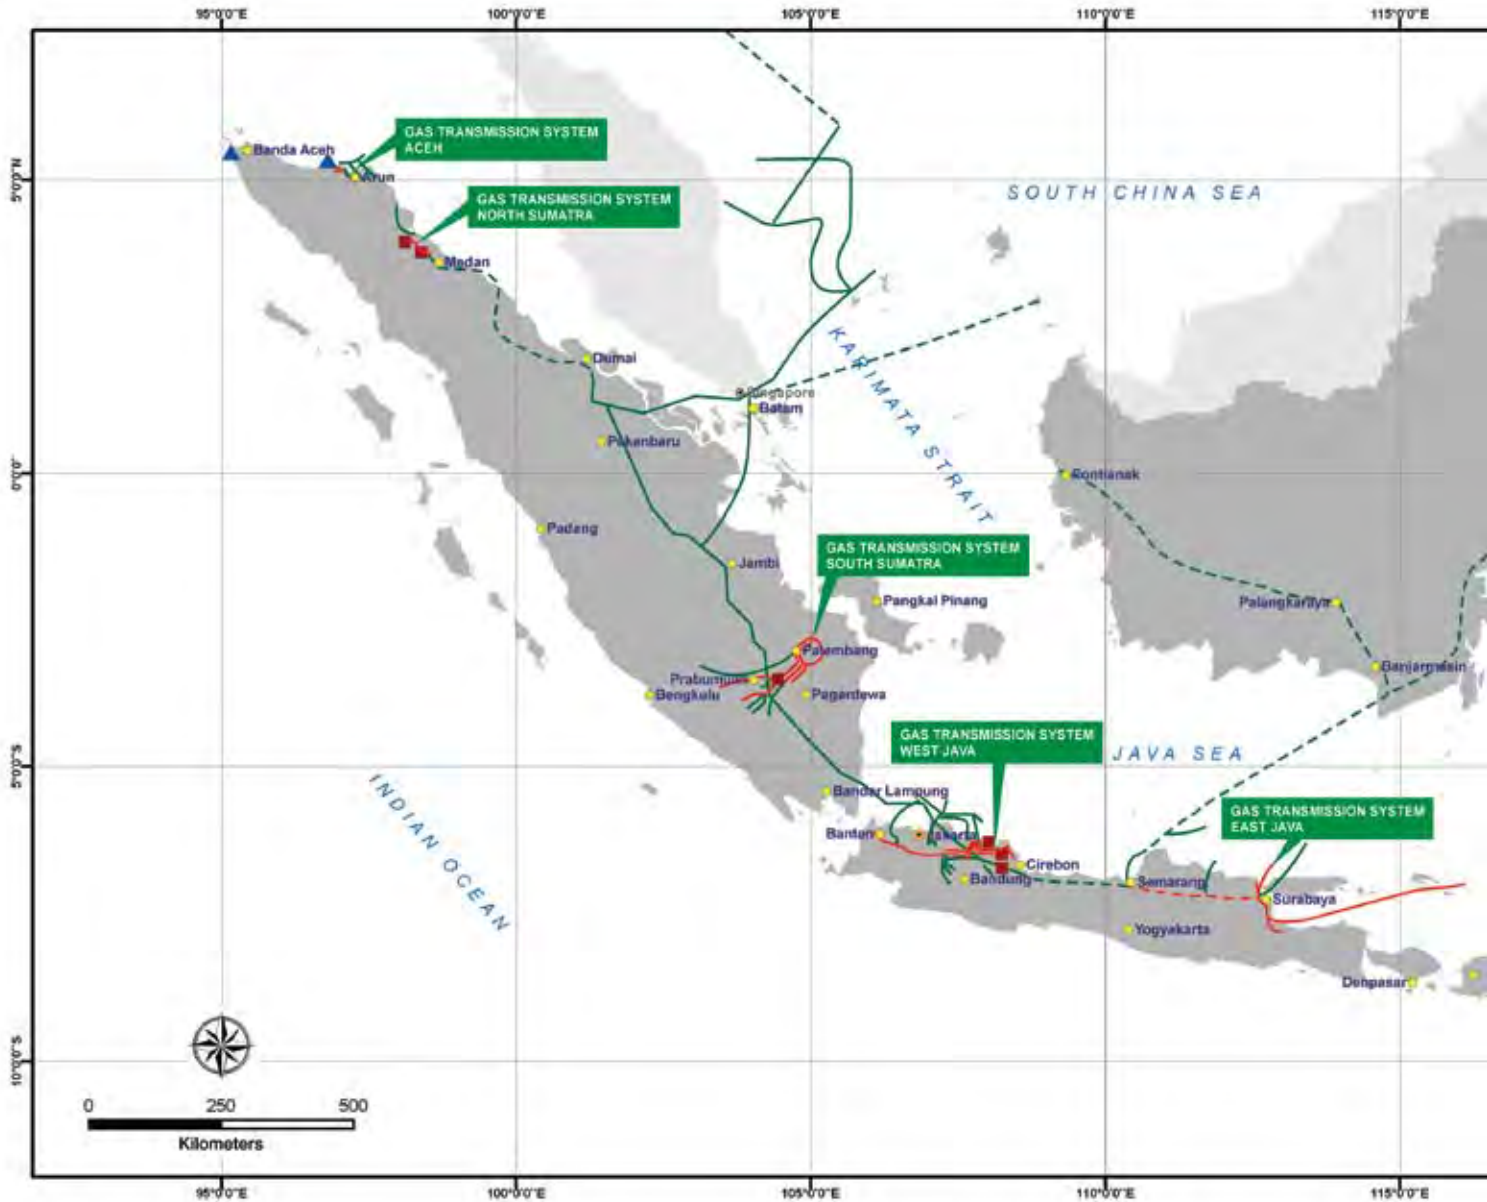 95°0'0"E
100°0'0"E
105°0'0"E
110°0'0"E
115°0'0"E
GAS TRANSMISSION SYSTEM
ACEH
Banda Aceh
Arun
5°0'0"N
GAS TRANSMISSION SYSTEM
NORTH SUMATRA
SOUTH CHINA SEA
Medan
KARIMATA STRAIT
Dumai
Singapore
Batam
Pekanbaru
0°0'0"
Pontianak
Padang
GAS TRANSMISSION SYSTEM
SOUTH SUMATRA
Jambi
Pangkal Pinang
Palangkaraya
Palembang
Banjarmasin
Prabumulih
Bengkulu
Pagardewa
GAS TRANSMISSION SYSTEM
WEST JAVA
JAVA SEA
5°0'0"S
INDIAN OCEAN
Bandar Lampung
GAS TRANSMISSION SYSTEM
EAST JAVA
Banten
Jakarta
Cirebon
Bandung
Semarang
Surabaya
Yogyakarta
Denpasar
10°0'0"S
0
250
500
Kilometers
95°0'0"E
100°0'0"E
105°0'0"E
110°0'0"E
115°0'0"E